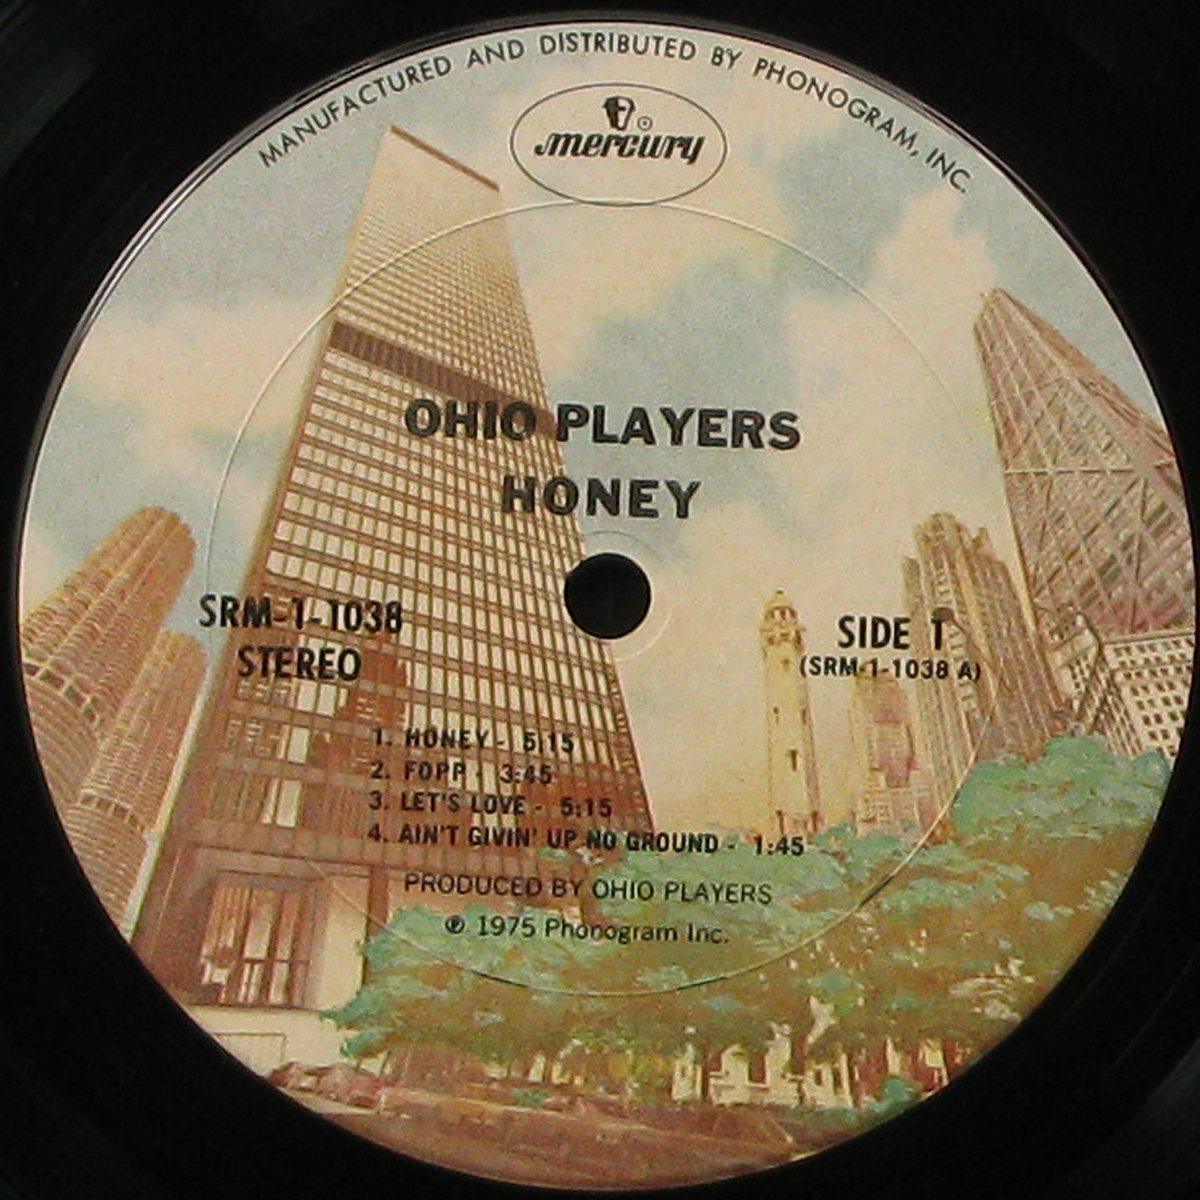 MANUFACTURED AND DISTRIBUTED BY PHONOGRAM, INC.
mercury
OHIO PLAYERS
HONEY
SRM-1-1038
STEREO
SIDE 1
(SRM-1-1038 A)
1. HONEY - 5:15
2. FOPP - 3:45
3. LET'S LOVE - 5:15
4. AIN'T GIVIN' UP NO GROUND - 1:45
PRODUCED BY OHIO PLAYERS
℗ 1975 Phonogram Inc.